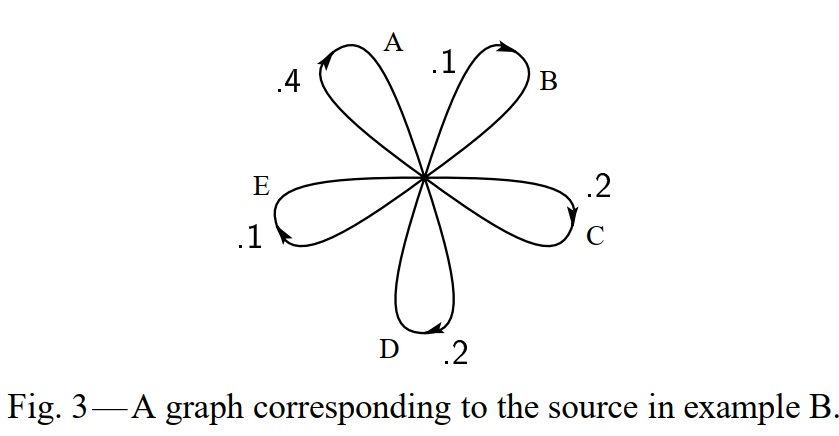 A
.1
B
.4
E
.2
.1
C
D
.2
Fig. 3—A graph corresponding to the source in example B.